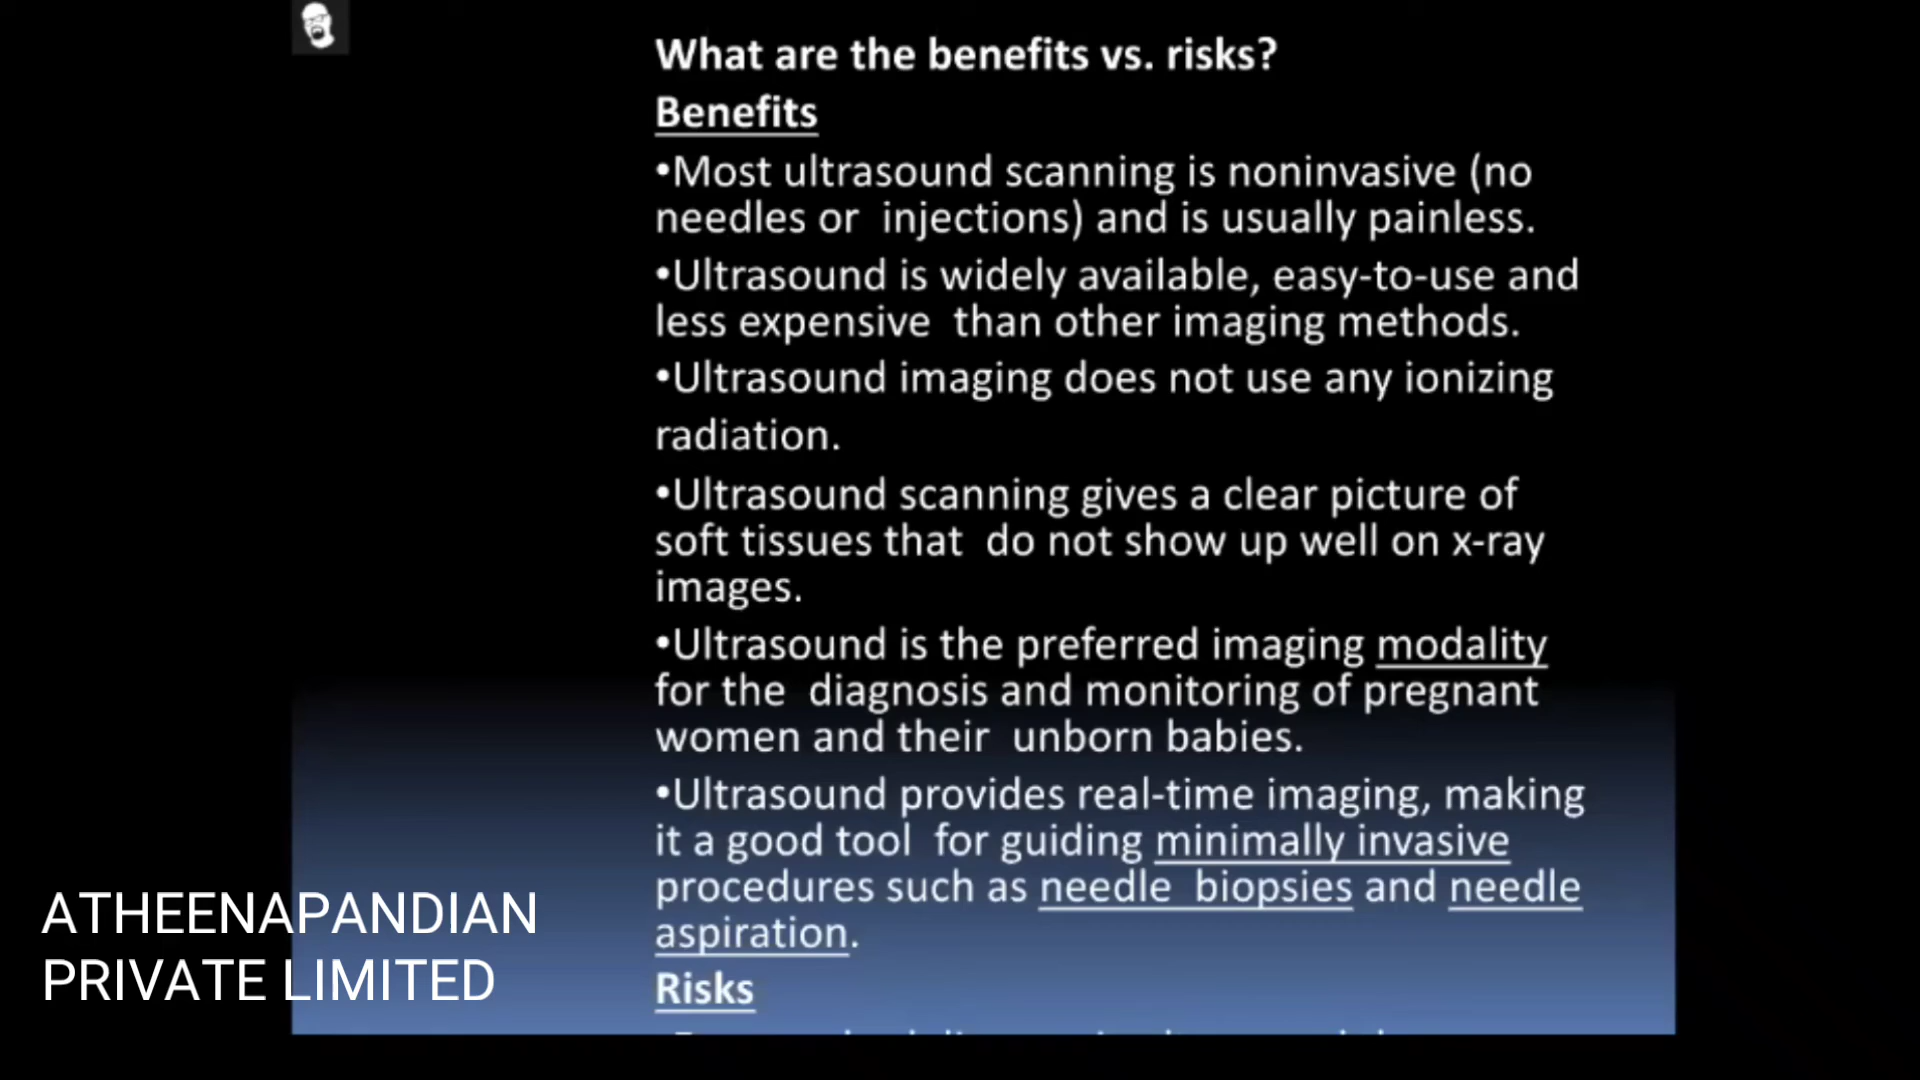 What are the benefits vs. risks?
Benefits
•Most ultrasound scanning is noninvasive (no
needles or injections) and is usually painless.
•Ultrasound is widely available, easy-to-use and
less expensive than other imaging methods.
•Ultrasound imaging does not use any ionizing
radiation.
•Ultrasound scanning gives a clear picture of
soft tissues that do not show up well on x-ray
images.
•Ultrasound is the preferred imaging modality
for the diagnosis and monitoring of pregnant
women and their unborn babies.
•Ultrasound provides real-time imaging, making
it a good tool for guiding minimally invasive
procedures such as needle biopsies and needle
aspiration.
Risks
ATHEENAPANDIAN
PRIVATE LIMITED